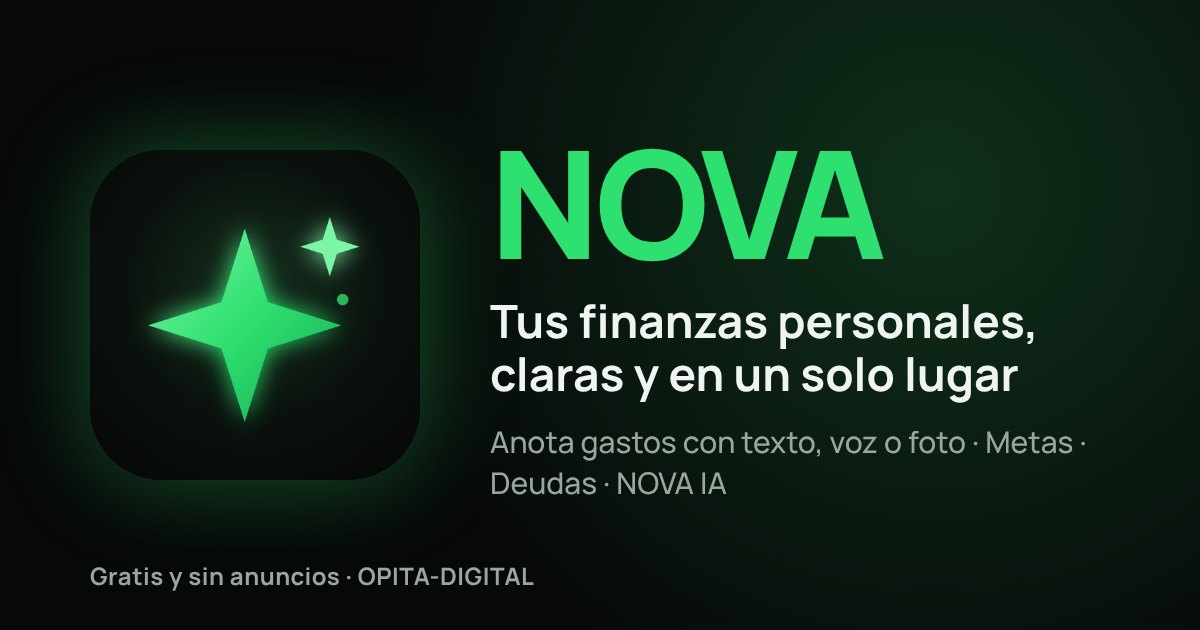 NOVA
Tus finanzas personales,
claras y en un solo lugar
Anota gastos con texto, voz o foto · Metas ·
Deudas · NOVA IA
Gratis y sin anuncios · OPITA-DIGITAL